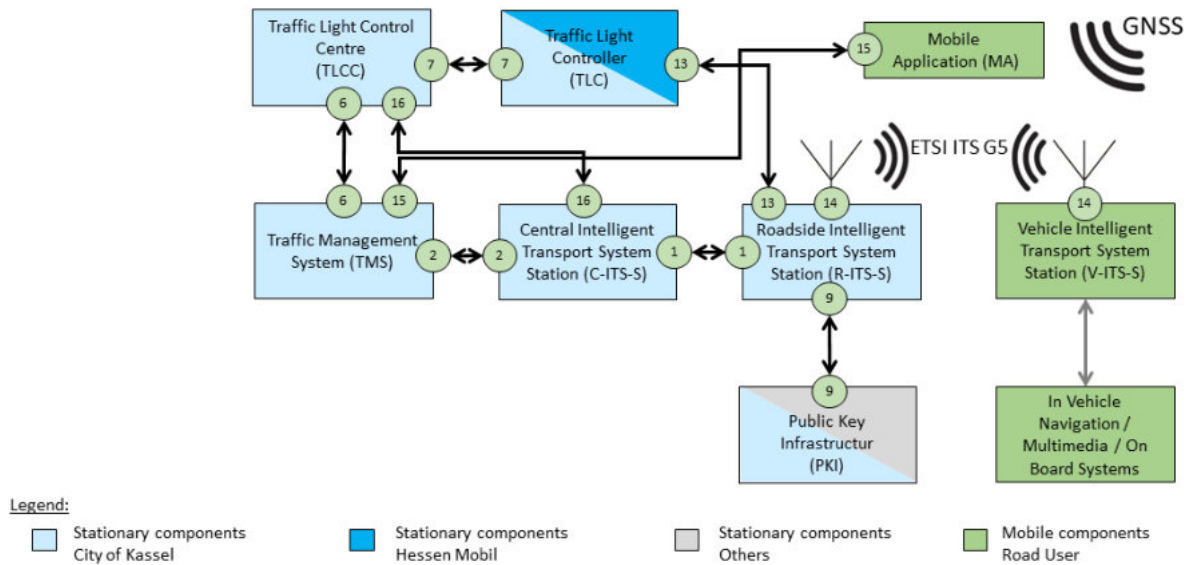 Traffic Light Control
Centre
(TLCC)
7
6
16
Traffic Light
Controller
(TLC)
7
13
15
Mobile
Application (MA)
GNSS
ETSI ITS G5
6
15
Traffic Management
System (TMS)
2
16
Central Intelligent
Transport System
Station (C-ITS-S)
2
1
13
14
Roadside Intelligent
Transport System
Station (R-ITS-S)
1
9
14
Vehicle Intelligent
Transport System
Station (V-ITS-S)
9
Public Key
Infrastructur
(PKI)
In Vehicle
Navigation /
Multimedia / On
Board Systems
Legend:
Stationary components
City of Kassel
Stationary components
Hessen Mobil
Stationary components
Others
Mobile components
Road User